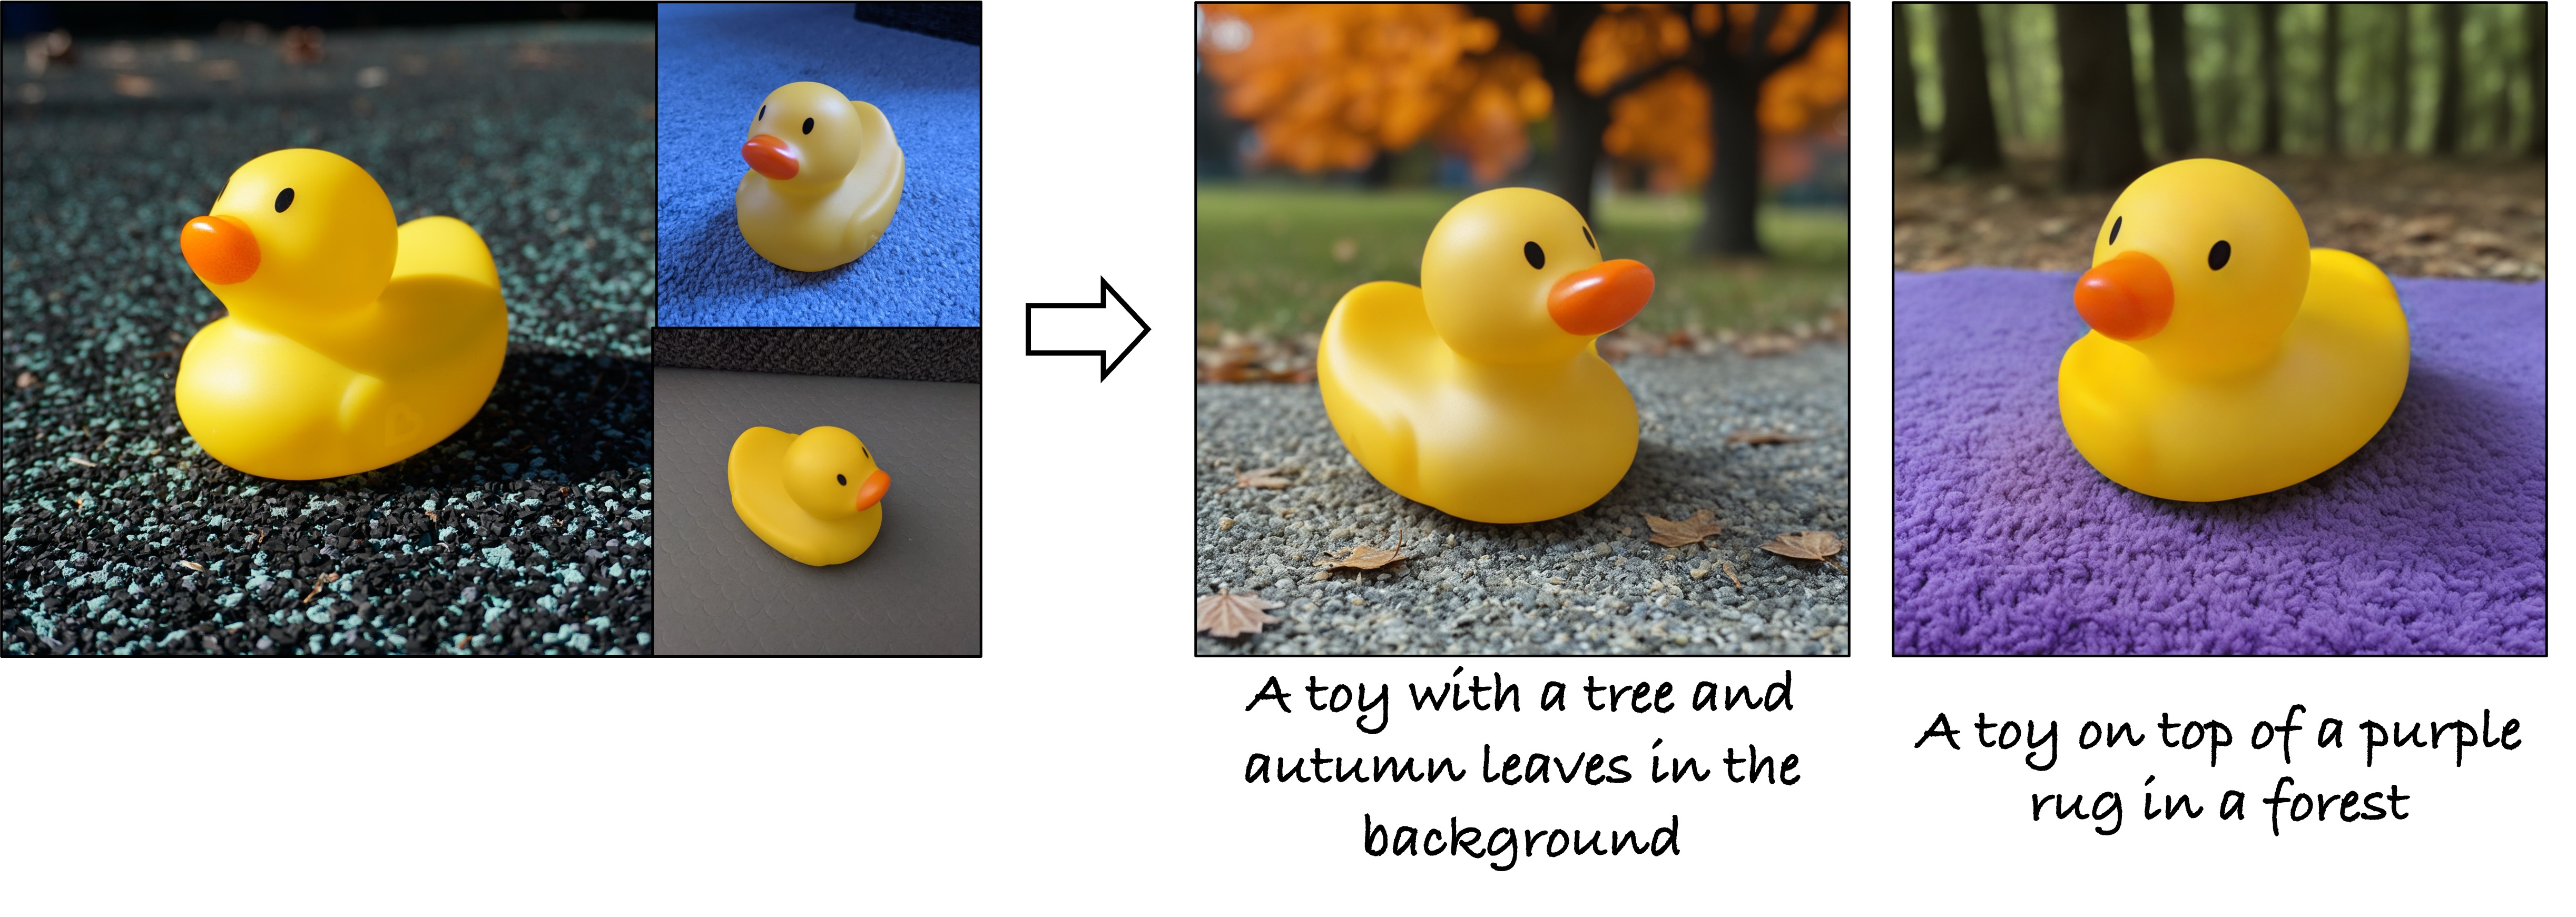 A toy with a tree and
autumn leaves in the
background
A toy on top of a purple
rug in a forest